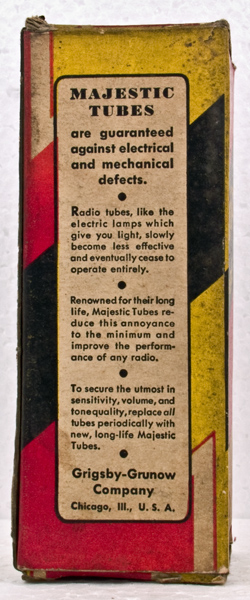 MAJESTIC
TUBES
are guaranteed
against electrical
and mechanical
defects.
Radio tubes, like the
electric lamps which
give you light, slowly
become less effective
and eventually cease to
operate entirely.
Renowned for their long
life, Majestic Tubes re-
duce this annoyance
to the minimum and
improve the perform-
ance of any radio.
To secure the utmost in
sensitivity, volume, and
tone quality, replace all
tubes periodically with
new, long-life Majestic
Tubes.
Grigsby-Grunow
Company
Chicago, Ill., U. S. A.